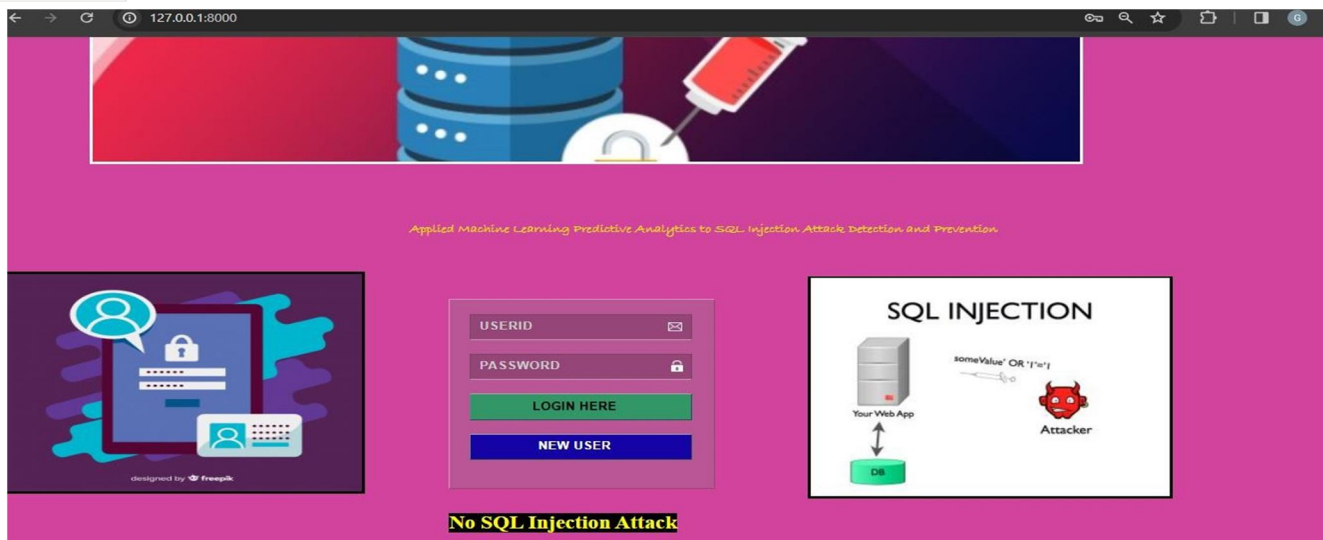 127.0.0.1:8000
G
Applied Machine Learning Predictive Analytics to SQL Injection Attack Detection and Prevention
designed by freepik
USERID
PASSWORD
LOGIN HERE
NEW USER
No SQL Injection Attack
SQL INJECTION
someValue' OR '1'='1
Your Web App
Attacker
DB